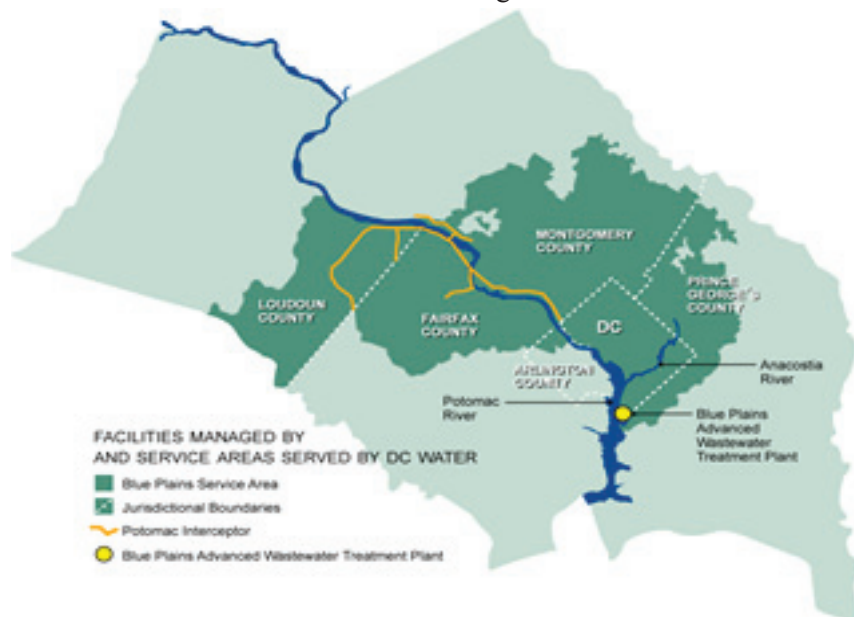 MONTGOMERY
COUNTY
PRINCE
GEORGE'S
COUNTY
LOUDOUN
COUNTY
FAIRFAX
COUNTY
DC
ARLINGTON
COUNTY
Anacostia
River
Potomac
River
Blue Plains
Advanced
Wastewater
Treatment Plant
FACILITIES MANAGED BY
AND SERVICE AREAS SERVED BY DC WATER
Blue Plains Service Area
Jurisdictional Boundaries
Potomac Interceptor
Blue Plains Advanced Wastewater Treatment Plant